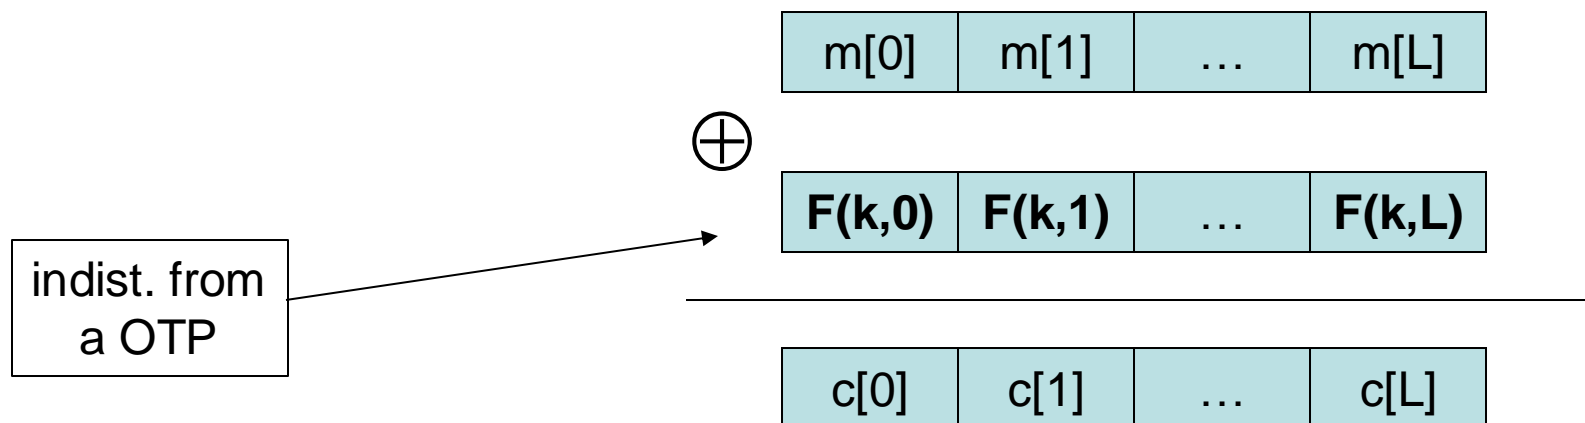 m[0] m[1] … m[L]
⊕
F(k,0) F(k,1) … F(k,L)
indist. from
a OTP
c[0] c[1] … c[L]